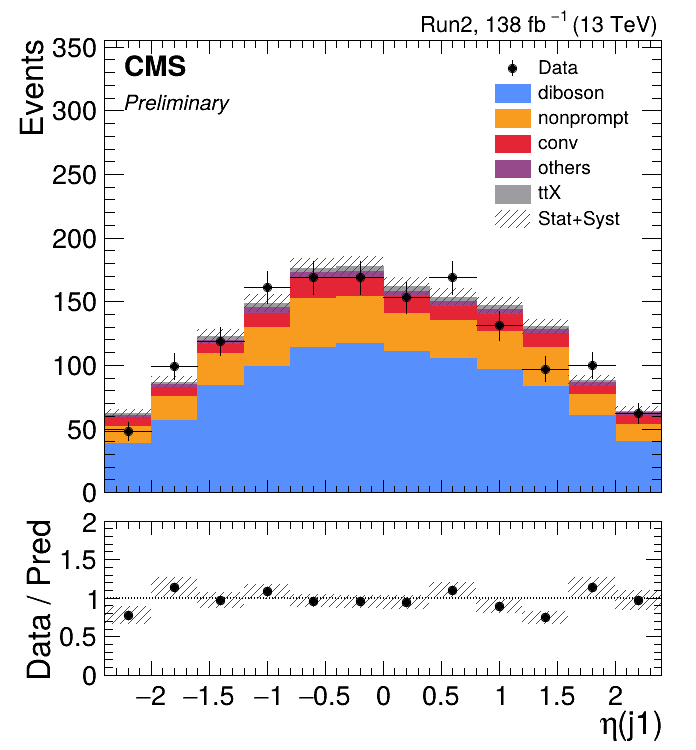 Run2, 138 fb⁻¹ (13 TeV)
Events
350
300
250
200
150
100
50
0
CMS
Preliminary
Data
diboson
nonprompt
conv
others
ttX
Stat+Syst
Data / Pred
2
1.5
1
0.5
0
−2 −1.5 −1 −0.5 0 0.5 1 1.5 2
η(j1)